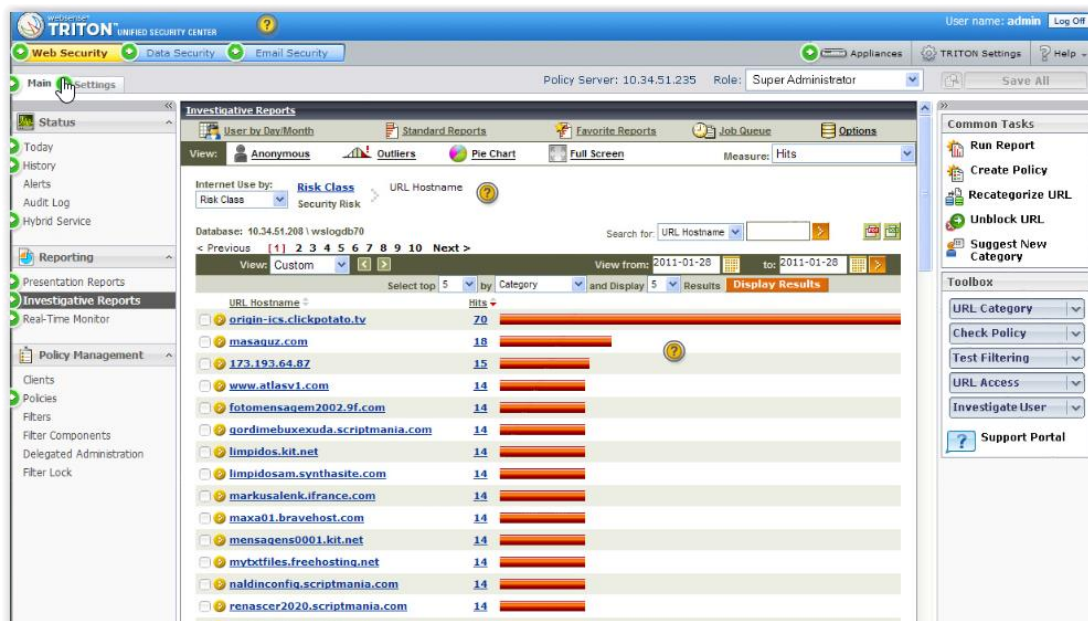 websense
TRITON™ UNIFIED SECURITY CENTER
?
User name: admin Log Off
Web Security Data Security Email Security
Appliances TRITON Settings Help
Main Settings
Policy Server: 10.34.51.235 Role: Super Administrator Save All
Status
Today
History
Alerts
Audit Log
Hybrid Service
Reporting
Presentation Reports
Investigative Reports
Real-Time Monitor
Policy Management
Clients
Policies
Filters
Filter Components
Delegated Administration
Filter Lock
Investigative Reports
User by Day/Month Standard Reports Favorite Reports Job Queue Options
View: Anonymous Outliers Pie Chart Full Screen Measure: Hits
Internet Use by: Risk Class > URL Hostname ?
Risk Class Security Risk
Database: 10.34.51.208 \ wslogdb70
Search for: URL Hostname
< Previous [1] 2 3 4 5 6 7 8 9 10 Next >
View: Custom View from: 2011-01-28 to: 2011-01-28
Select top 5 by Category and Display 5 Results Display Results
URL Hostname Hits
origin-ics.clickpotato.tv 70
masaguz.com 18
?
173.193.64.87 15
www.atlasv1.com 14
fotomensagem2002.9f.com 14
gordimebuxexuda.scriptmania.com 14
limpidos.kit.net 14
limpidosam.synthasite.com 14
markusalenk.ifrance.com 14
maxa01.bravehost.com 14
mensagens0001.kit.net 14
mytxtfiles.freehosting.net 14
naldinconfig.scriptmania.com 14
renascer2020.scriptmania.com 14
Common Tasks
Run Report
Create Policy
Recategorize URL
Unblock URL
Suggest New
Category
Toolbox
URL Category
Check Policy
Test Filtering
URL Access
Investigate User
? Support Portal